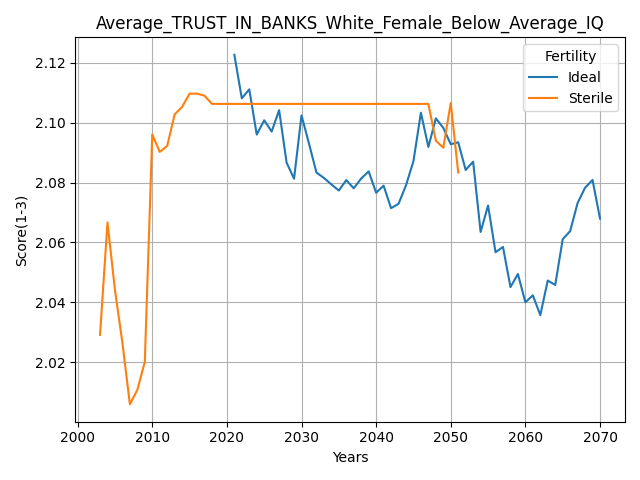 Average_TRUST_IN_BANKS_White_Female_Below_Average_IQ
Fertility
Ideal
Sterile
Score(1-3)
2.12
2.10
2.08
2.06
2.04
2.02
2000 2010 2020 2030 2040 2050 2060 2070
Years